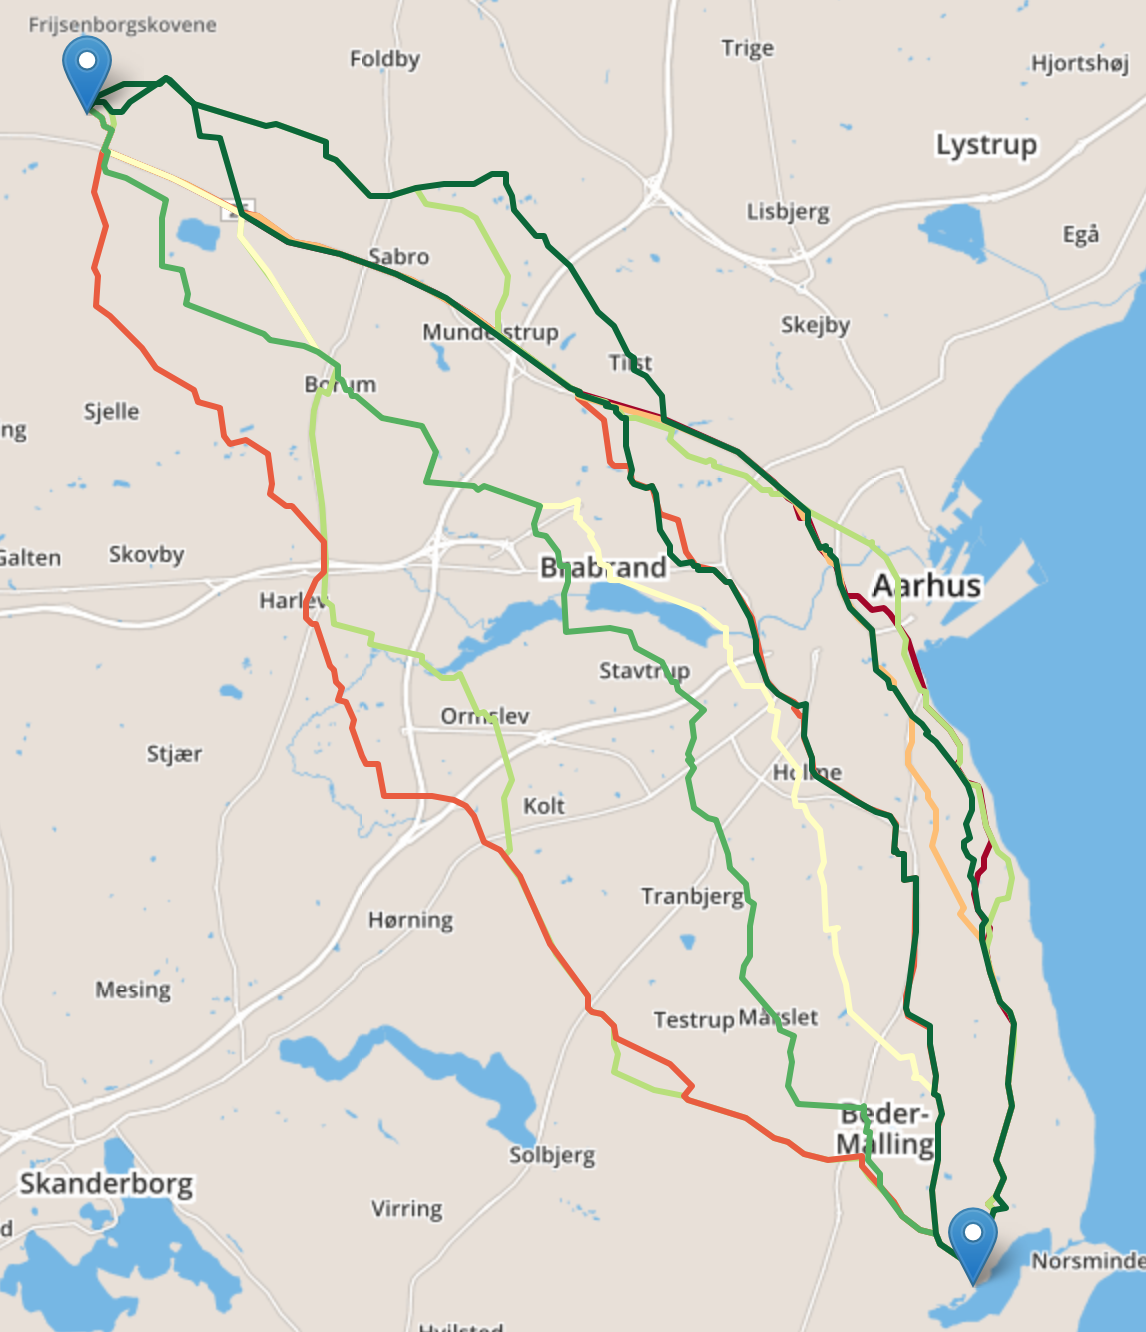 Frijsenborgskovene
Foldby
Trige
Hjortshøj
Lystrup
Lisbjerg
Egå
Sabro
Mundelstrup
Skejby
Tilst
Borum
Sjelle
ng
Galten
Skovby
Brabrand
Aarhus
Harlev
Stavtrup
Ormslev
Stjær
Holme
Kolt
Tranbjerg
Hørning
Mesing
Testrup
Mårslet
Beder-
Malling
Solbjerg
Skanderborg
Virring
d
Norsminde